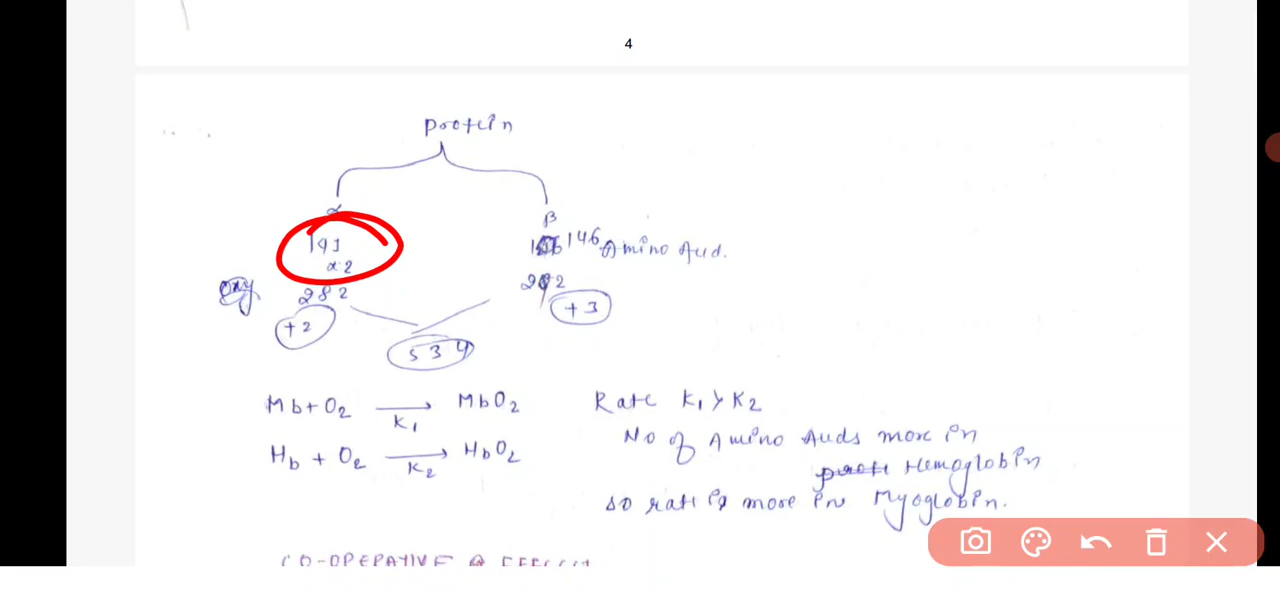 4
Protein
α β
141 146 Amino Acid.
α2
282 292
+2 +3
534
Mb + O2 → MbO2 Rate K1 > K2
K1
No of Amino Acids more in
Hb + O2 → HbO2
K2
Hemoglobin
so rate is more in Myoglobin.
CO-OPERATIVE EFFECT